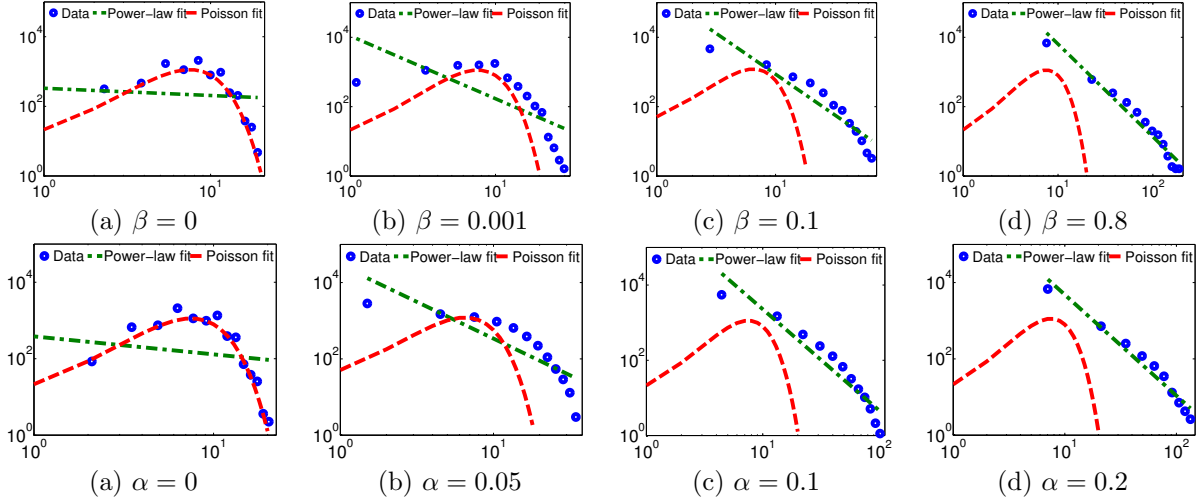 Data Power-law fit Poisson fit
Data Power-law fit Poisson fit
Data Power-law fit Poisson fit
Data Power-law fit Poisson fit
10^4
10^2
10^0
10^0 10^1
10^4
10^2
10^0
10^0 10^1
10^4
10^2
10^0
10^0 10^1
10^4
10^2
10^0
10^0 10^1 10^2
(a) β = 0
(b) β = 0.001
(c) β = 0.1
(d) β = 0.8
Data Power-law fit Poisson fit
Data Power-law fit Poisson fit
Data Power-law fit Poisson fit
Data Power-law fit Poisson fit
10^4
10^2
10^0
10^0 10^1
10^4
10^2
10^0
10^0 10^1
10^4
10^2
10^0
10^0 10^1 10^2
10^4
10^2
10^0
10^0 10^1 10^2
(a) α = 0
(b) α = 0.05
(c) α = 0.1
(d) α = 0.2